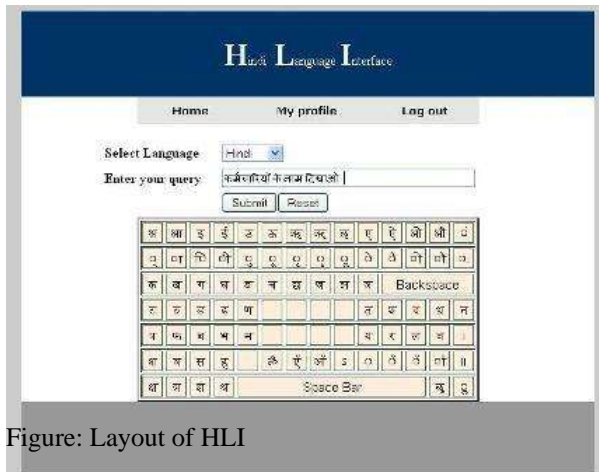 Hindi Language Interface
Home My profile Log out
Select Language Hindi
Enter your query कर्मचारियों के नाम दिखाओ
Submit Reset
अ आ इ ई उ ऊ ऋ ए ऐ ओ औ
क ख ग घ ङ च छ ज झ ञ Backspace
ट ठ ड ढ ण त थ द ध न
प फ ब भ म य र ल व ।
श ष स ह ॐ ऍ ऑ ऽ ॥
क्ष त्र ज्ञ श्र Space Bar
Figure: Layout of HLI